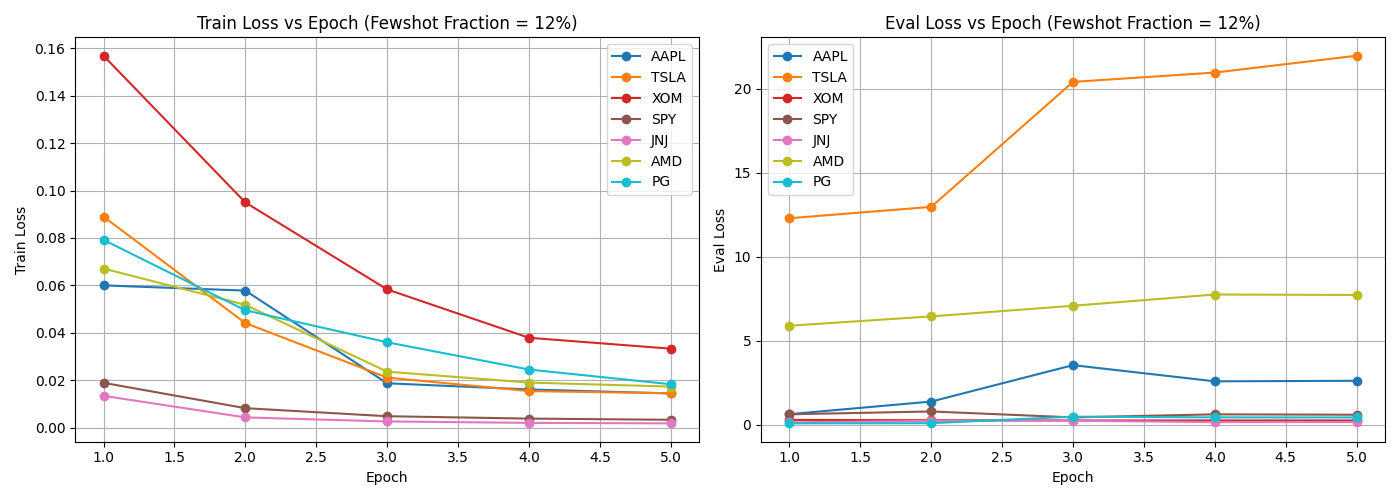 Train Loss vs Epoch (Fewshot Fraction = 12%)
Train Loss
0.16
0.14
0.12
0.10
0.08
0.06
0.04
0.02
0.00
AAPL
TSLA
XOM
SPY
JNJ
AMD
PG
1.0 1.5 2.0 2.5 3.0 3.5 4.0 4.5 5.0
Epoch
Eval Loss vs Epoch (Fewshot Fraction = 12%)
Eval Loss
20
15
10
5
0
AAPL
TSLA
XOM
SPY
JNJ
AMD
PG
1.0 1.5 2.0 2.5 3.0 3.5 4.0 4.5 5.0
Epoch